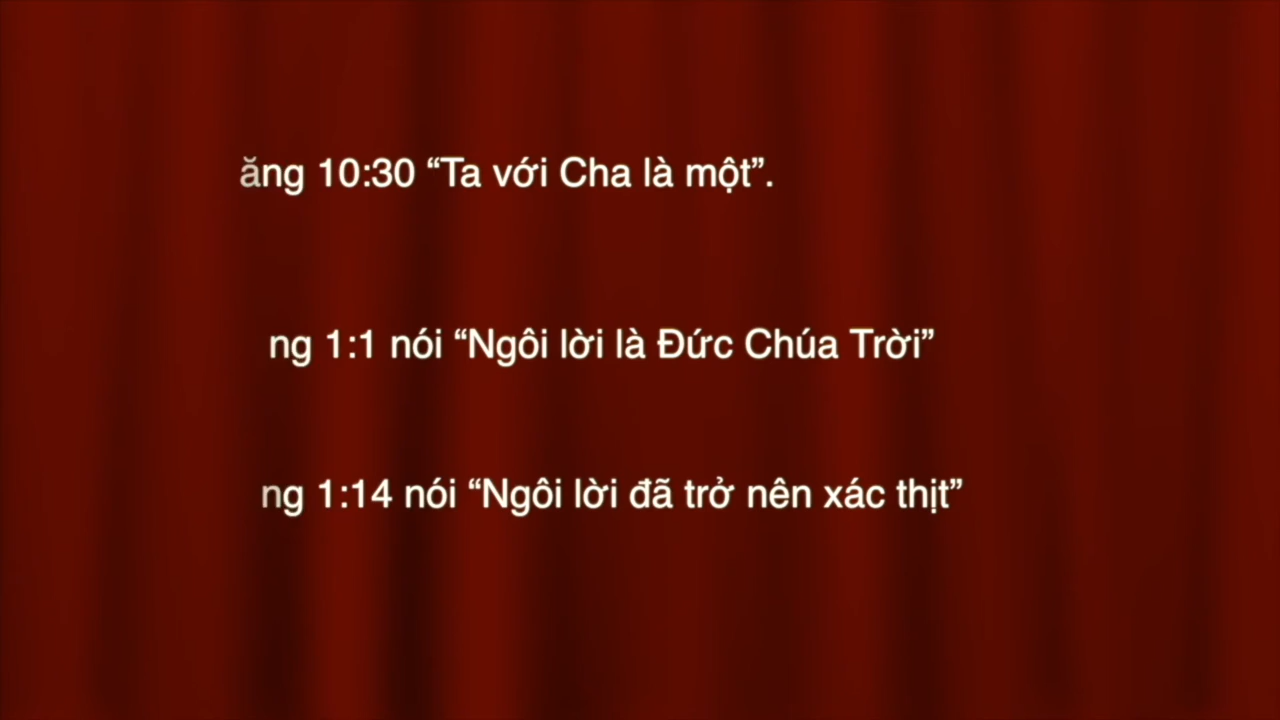 ăng 10:30 “Ta với Cha là một”.
ng 1:1 nói “Ngôi lời là Đức Chúa Trời”
ng 1:14 nói “Ngôi lời đã trở nên xác thịt”